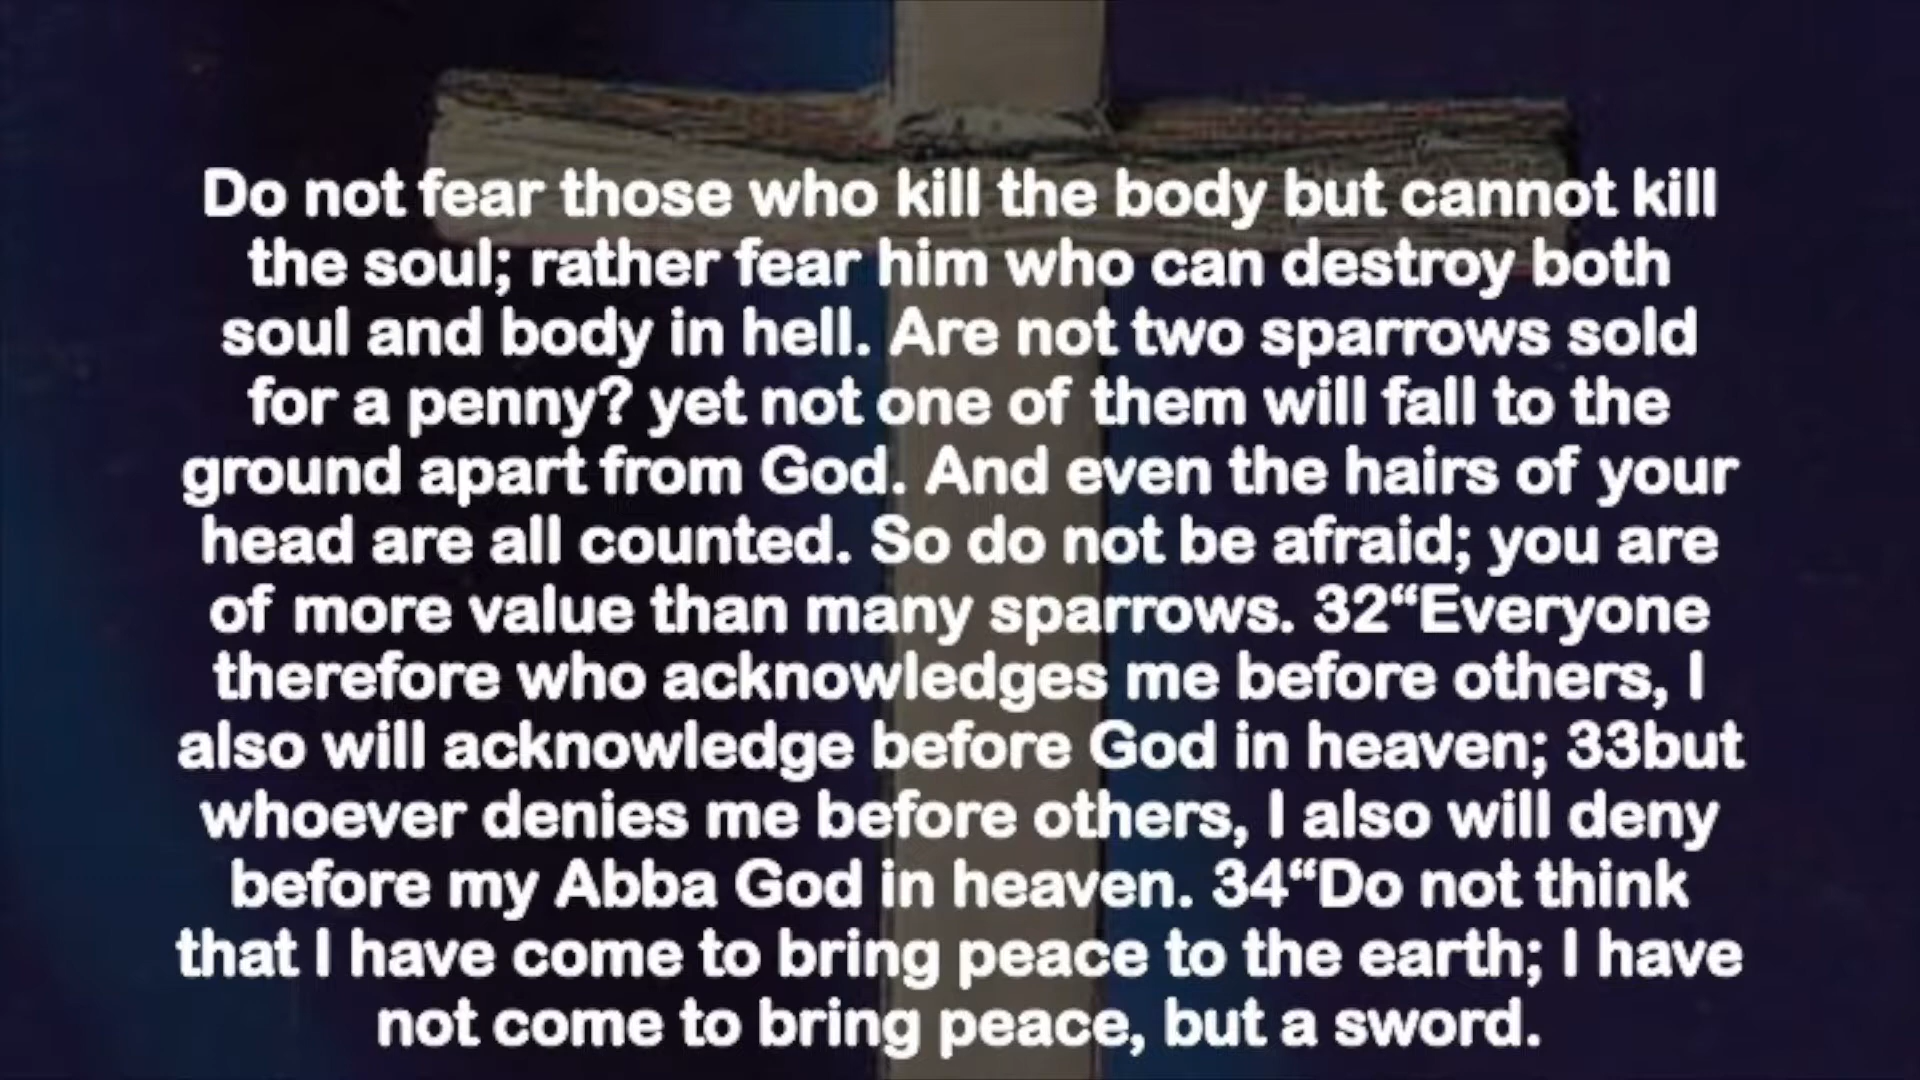 Do not fear those who kill the body but cannot kill
the soul; rather fear him who can destroy both
soul and body in hell. Are not two sparrows sold
for a penny? yet not one of them will fall to the
ground apart from God. And even the hairs of your
head are all counted. So do not be afraid; you are
of more value than many sparrows. 32“Everyone
therefore who acknowledges me before others, I
also will acknowledge before God in heaven; 33but
whoever denies me before others, I also will deny
before my Abba God in heaven. 34“Do not think
that I have come to bring peace to the earth; I have
not come to bring peace, but a sword.